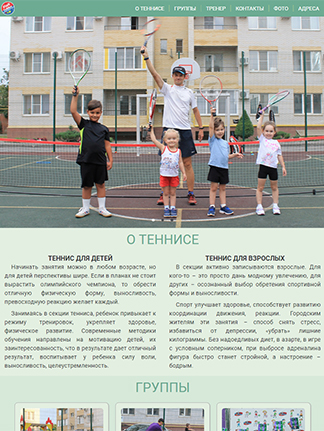 О ТЕННИСЕ ГРУППЫ ТРЕНЕР КОНТАКТЫ ФОТО АДРЕСА
О ТЕННИСЕ
ТЕННИС ДЛЯ ДЕТЕЙ
Начинать занятия можно в любом возрасте, но
для детей перспективы шире. Если в планах не стоит
вырастить олимпийского чемпиона, то обрести
отличную физическую форму, выносливость,
превосходную реакцию желает каждый.
Занимаясь в секции тенниса, ребенок привыкает к
режиму тренировок, укрепляет здоровье,
физическое развитие. Современные методики
обучения направлены на мотивацию детей, их
заинтересованность, что в результате дает отличный
результат, воспитывает у ребенка силу воли,
выносливость, целеустремленность.
ТЕННИС ДЛЯ ВЗРОСЛЫХ
В секции активно записываются взрослые. Для
кого-то – это просто дань модному увлечению, для
других – осознанный выбор обретения спортивной
формы и выносливости.
Спорт улучшает здоровье, способствует развитию
координации движения, реакции. Городским
жителям эти занятия – способ снять стресс,
избавиться от депрессии, «убрать» лишние
килограммы. Без надоедливых диет, в азарте, в игре
с условным соперником, при выбросе адреналина
фигура быстро станет стройной, а настроение –
бодрым.
ГРУППЫ